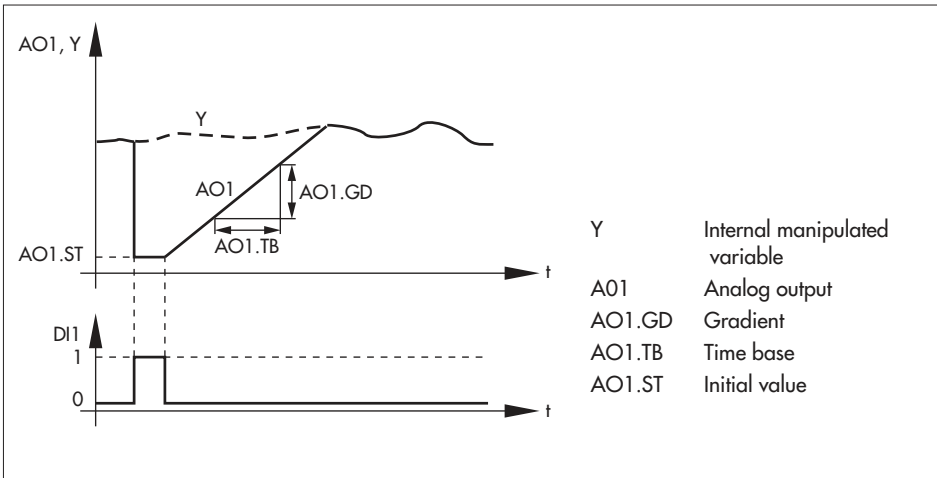 AO1, Y
Y
AO1
AO1.GD
AO1.TB
AO1.ST
t
DI1
1
0
t
Y Internal manipulated
variable
A01 Analog output
AO1.GD Gradient
AO1.TB Time base
AO1.ST Initial value